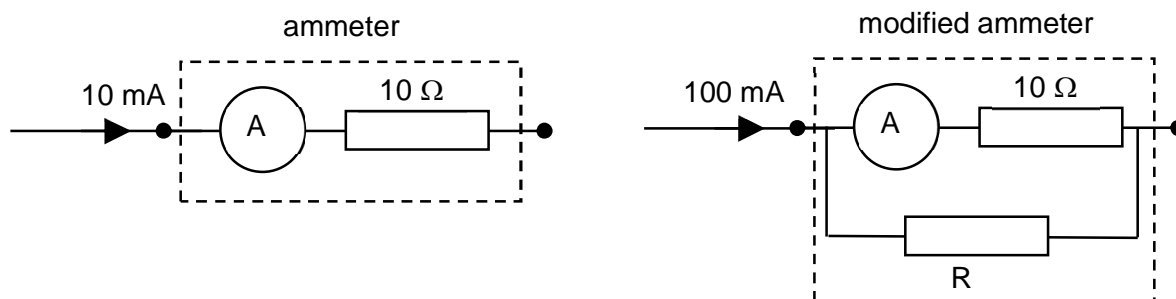 ammeter
10 mA
10 Ω
A
modified ammeter
100 mA
10 Ω
A
R